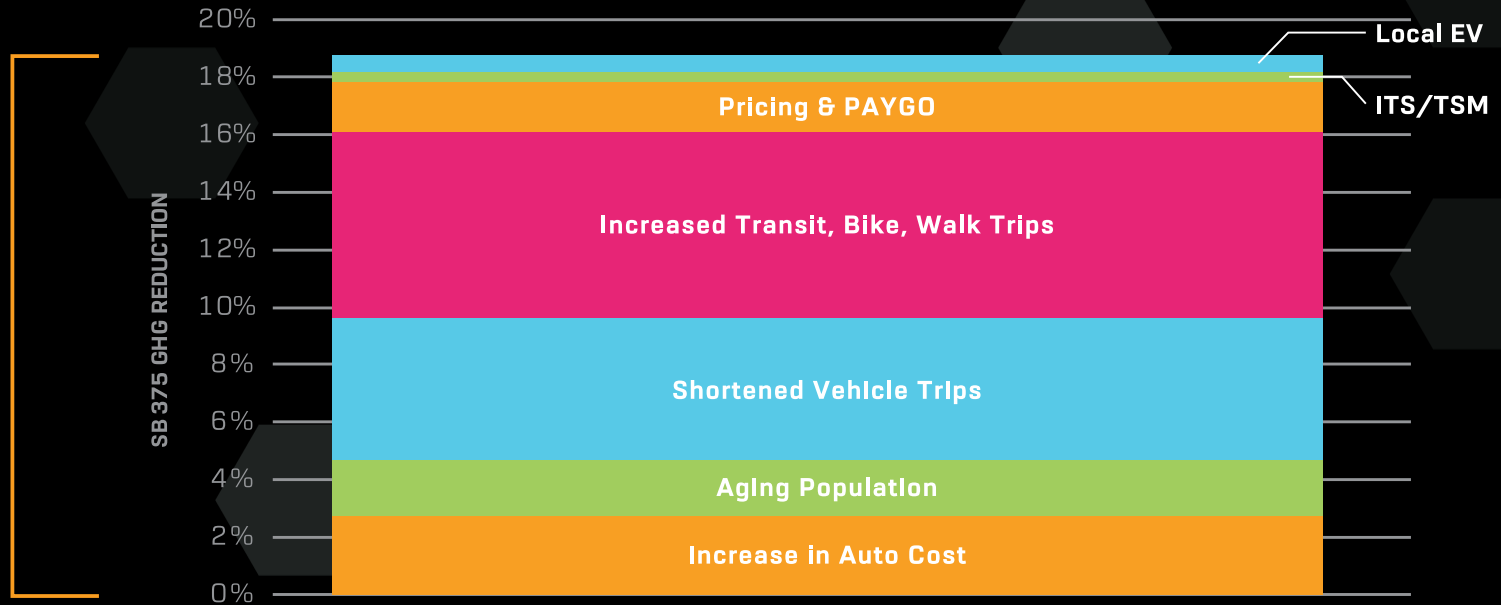 20%
Local EV
18%
ITS/TSM
Pricing & PAYGO
16%
14%
Increased Transit, Bike, Walk Trips
12%
10%
SB 375 GHG REDUCTION
8%
Shortened Vehicle Trips
6%
4%
Aging Population
2%
Increase in Auto Cost
0%